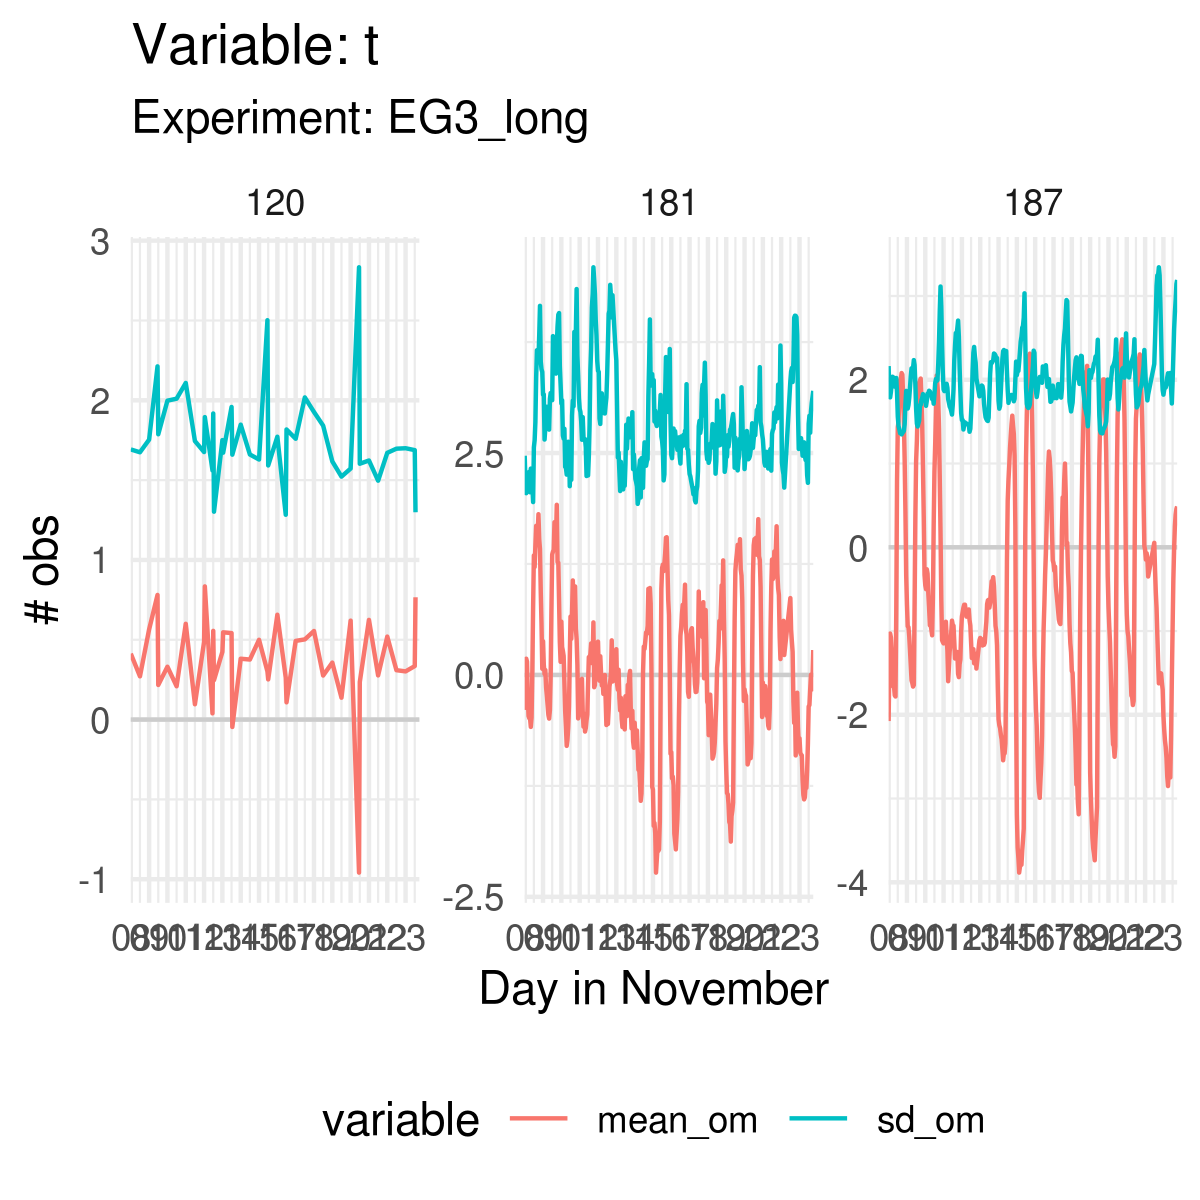 Variable: t
Experiment: EG3_long
120
181
187
# obs
3
2
1
0
-1
2.5
0.0
-2.5
2
0
-2
-4
Day in November
variable
mean_om
sd_om